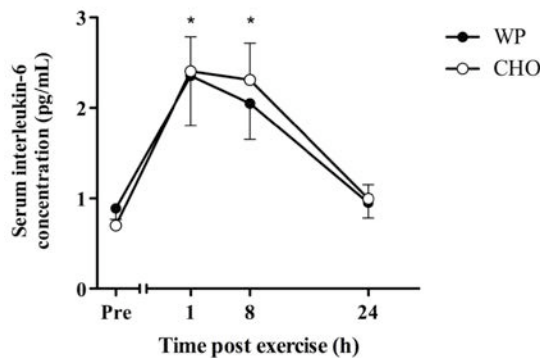 3
* *
WP
CHO
2
1
0
Serum interleukin-6
concentration (pg/mL)
Pre 1 8 24
Time post exercise (h)